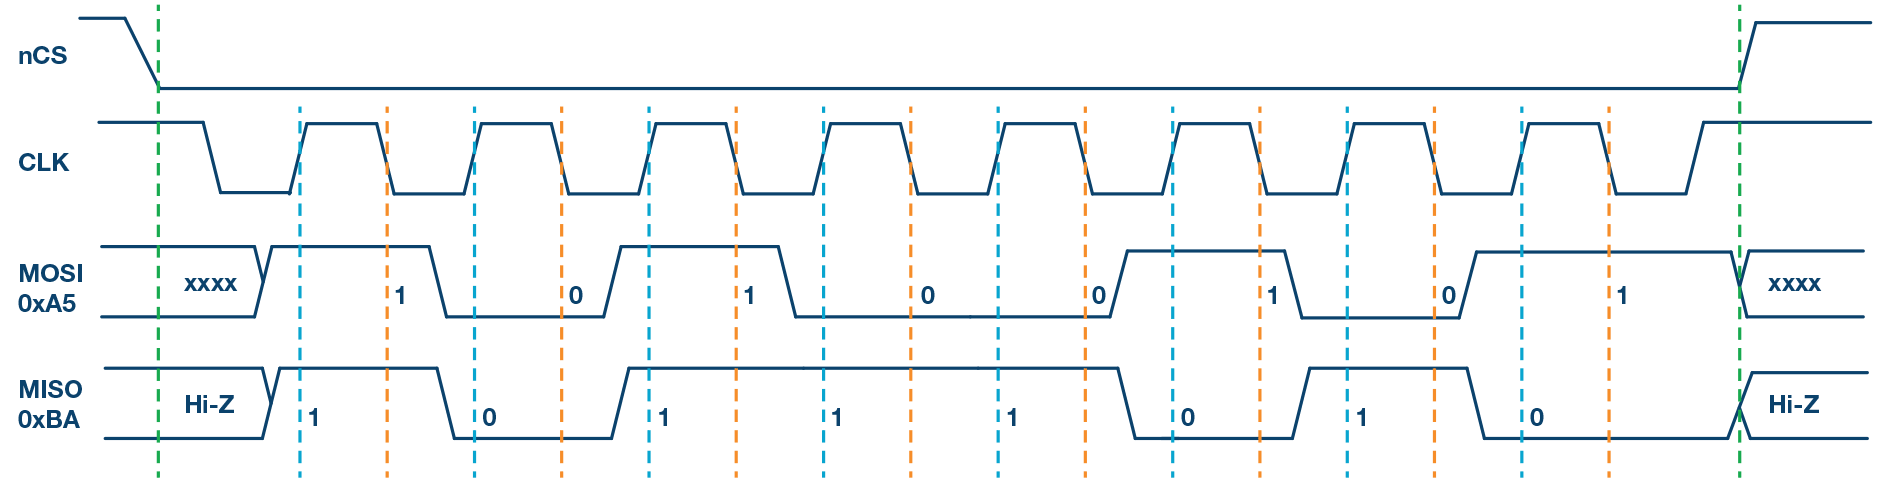 nCS
CLK
MOSI
0xA5
xxxx 1 0 1 0 0 1 0 1 xxxx
MISO
0xBA
Hi-Z 1 0 1 1 1 0 1 0 Hi-Z